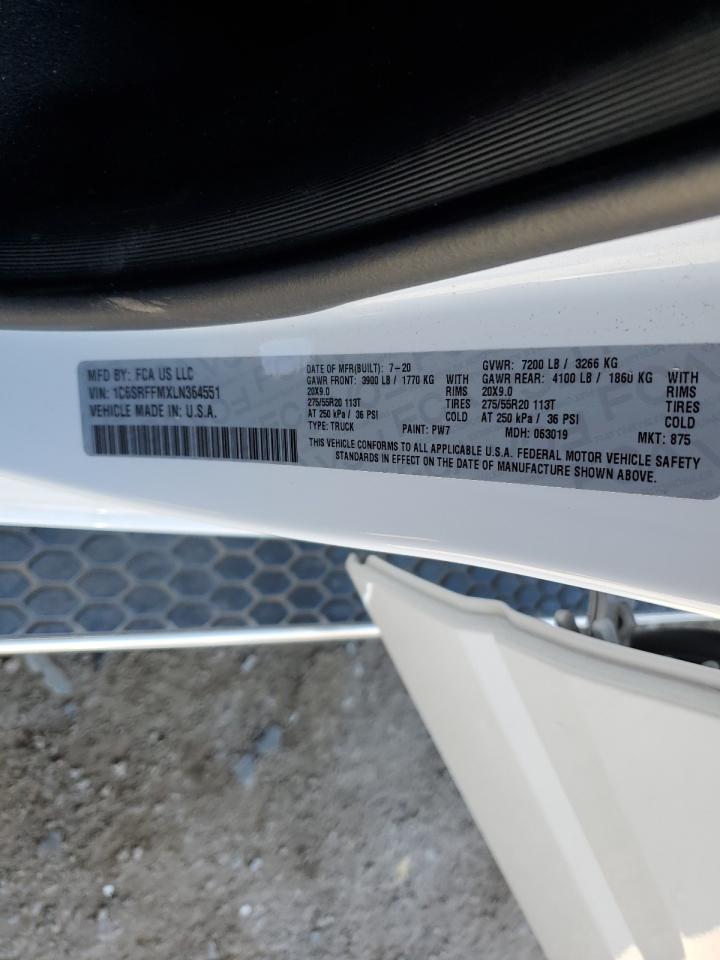 MFD BY: FCA US LLC
VIN: 1C6SRFFMXLN364551
VEHICLE MADE IN U.S.A.
DATE OF MFR(BUILT): 7-20 GVWR: 7200 LB / 3266 KG
GAWR FRONT: 3900 LB / 1770 KG WITH GAWR REAR: 4100 LB / 1860 KG WITH
20X9.0 RIMS 20X9.0 RIMS
275/55R20 113T TIRES 275/55R20 113T TIRES
AT 250 kPa / 36 PSI COLD AT 250 kPa / 36 PSI COLD
TYPE: TRUCK PAINT: PW7 MDH: 063019 MKT: 875
THIS VEHICLE CONFORMS TO ALL APPLICABLE U.S.A. FEDERAL MOTOR VEHICLE SAFETY
STANDARDS IN EFFECT ON THE DATE OF MANUFACTURE SHOWN ABOVE.